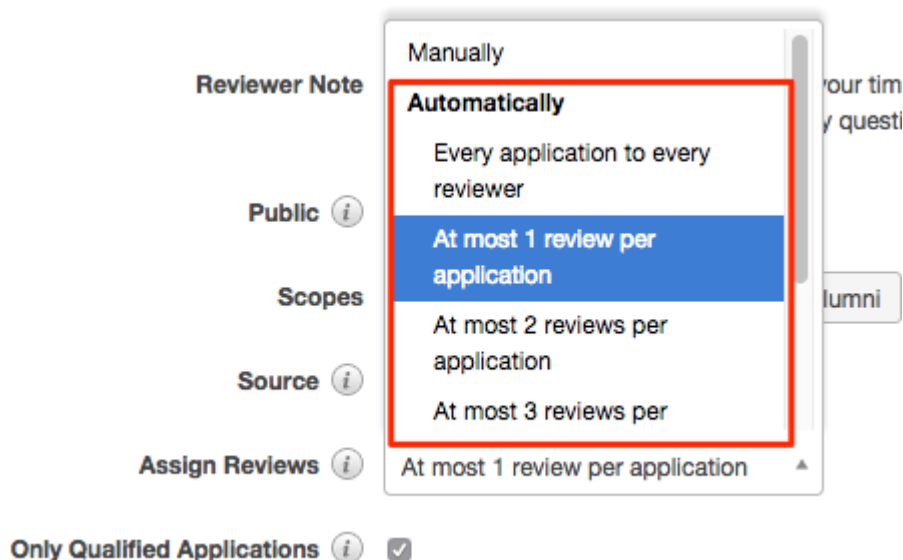 Manually
Reviewer Note
your tim
Automatically
y questi
Every application to every
reviewer
Public i
At most 1 review per
application
Scopes
lumni
At most 2 reviews per
application
Source i
At most 3 reviews per
Assign Reviews i At most 1 review per application
Only Qualified Applications i